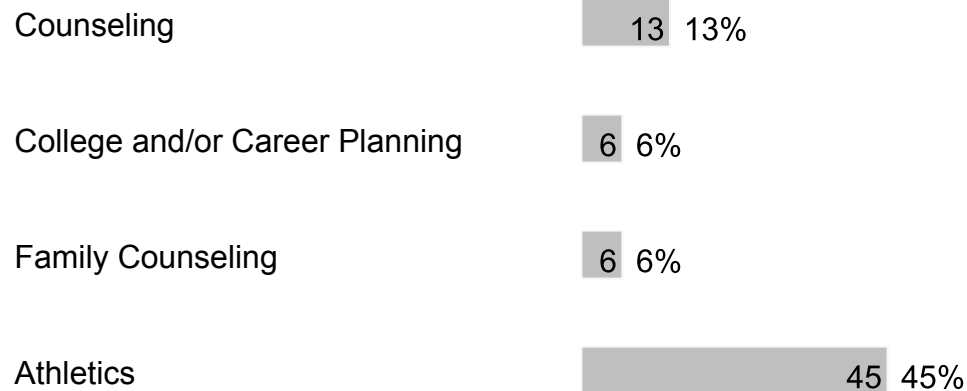 Counseling 13 13%
College and/or Career Planning 6 6%
Family Counseling 6 6%
Athletics 45 45%